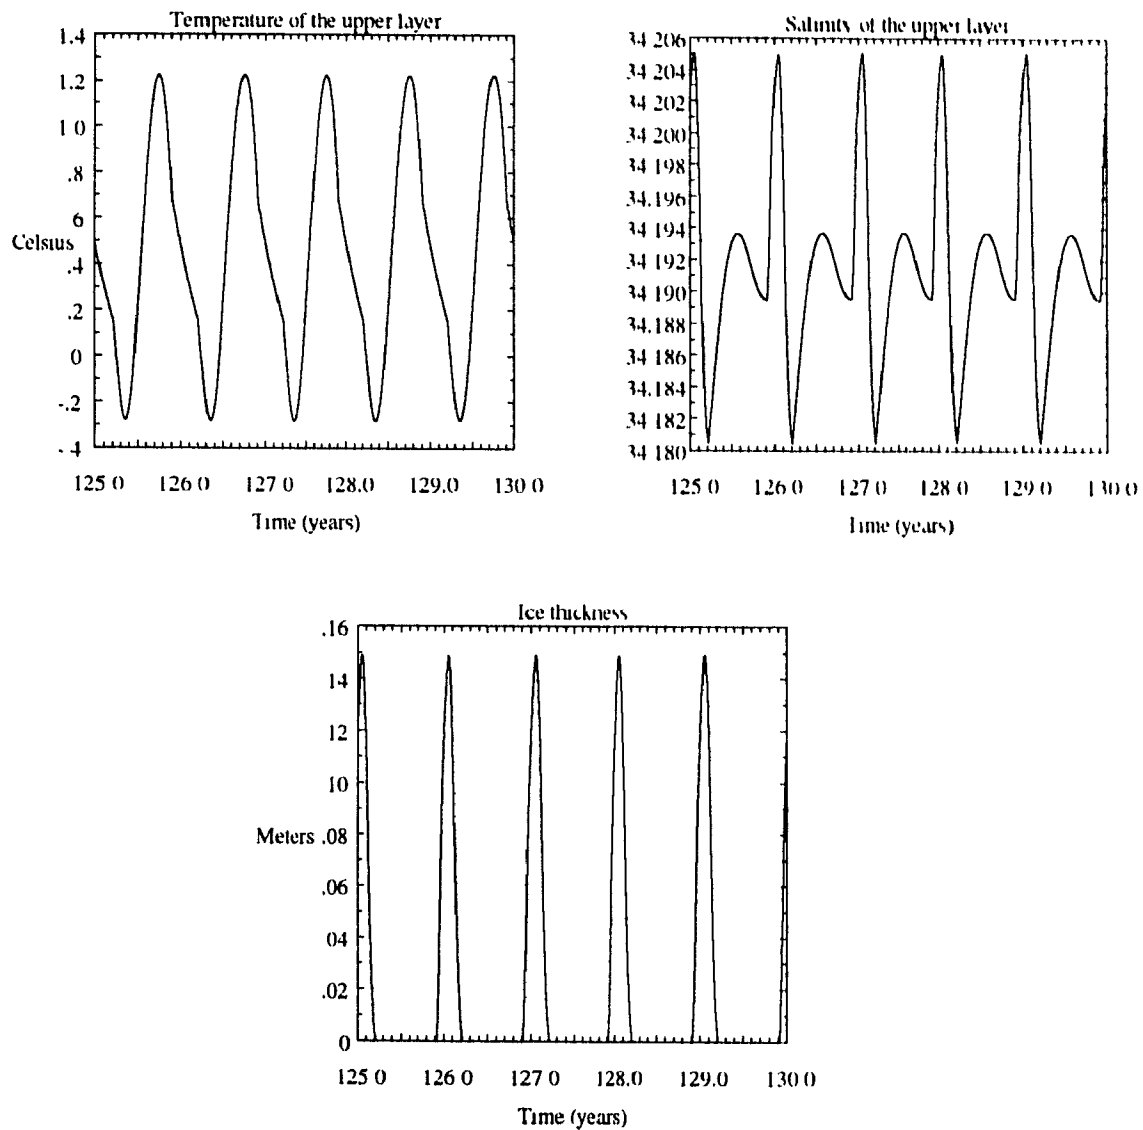 Temperature of the upper layer
1.4
1.2
1 0
.8
6
Celsius
.4
.2
0
-.2
-.4
125 0 126 0 127 0 128.0 129.0 130 0
Time (years)
Salinity of the upper layer
34 206
34 204
34 202
34 200
34 198
34.196
34 194
34 192
34 190
34 188
34 186
34 184
34 182
34 180
125 0 126 0 127 0 128 0 129 0 130 0
Time (years)
Ice thickness
.16
14
12
10
Meters .08
.06
04
.02
0
125 0 126 0 127 0 128.0 129.0 130 0
Time (years)